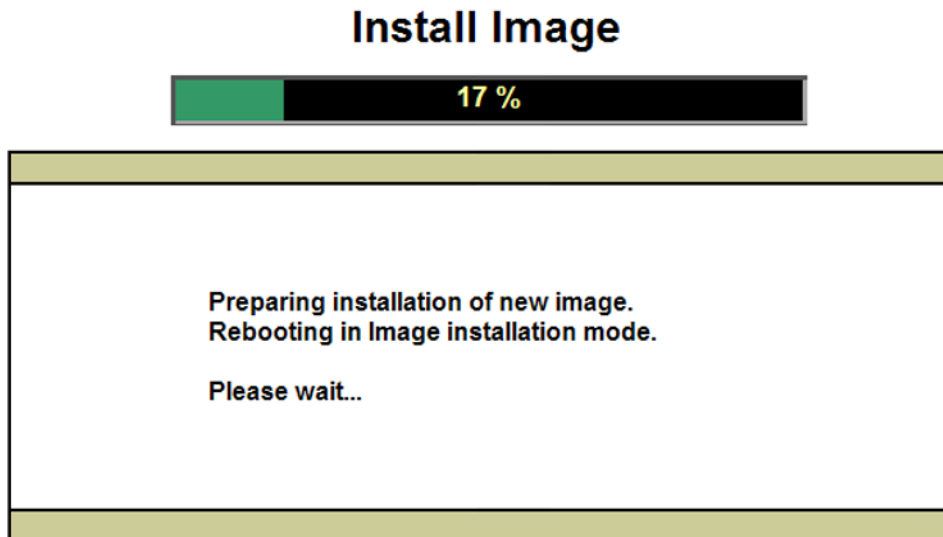 Install Image
17 %
Preparing installation of new image.
Rebooting in Image installation mode.
Please wait...